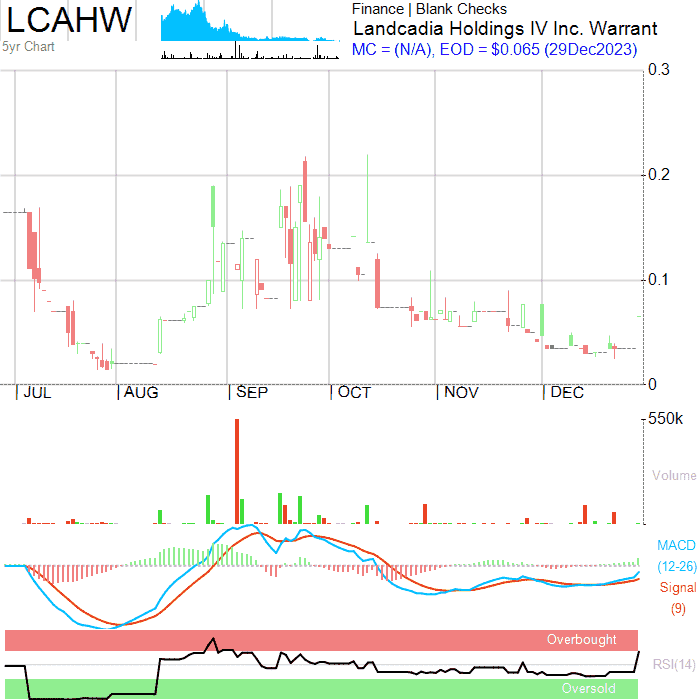 LCAHW
5yr Chart
Finance | Blank Checks
Landcadia Holdings IV Inc. Warrant
MC = (N/A), EOD = $0.065 (29Dec2023)
0.3
0.2
0.1
0
JUL AUG SEP OCT NOV DEC
550k
Volume
MACD
(12-26)
Signal
(9)
Overbought
RSI(14)
Oversold